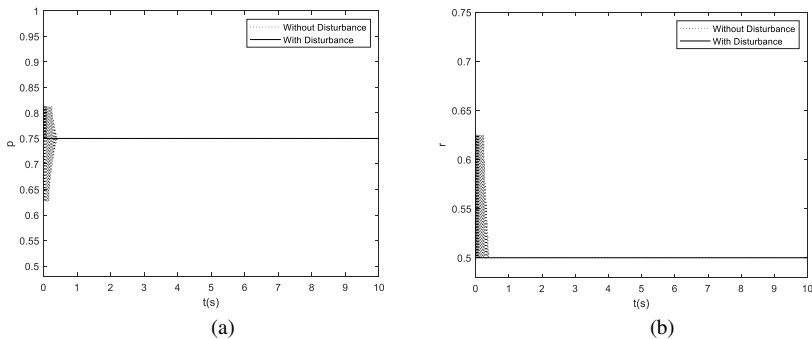 1
0.95
0.9
0.85
0.8
0.75
0.7
0.65
0.6
0.55
0.5
p
Without Disturbance
With Disturbance
0 1 2 3 4 5 6 7 8 9 10
t(s)
(a)
0.75
0.7
0.65
0.6
0.55
0.5
r
Without Disturbance
With Disturbance
0 1 2 3 4 5 6 7 8 9 10
t(s)
(b)